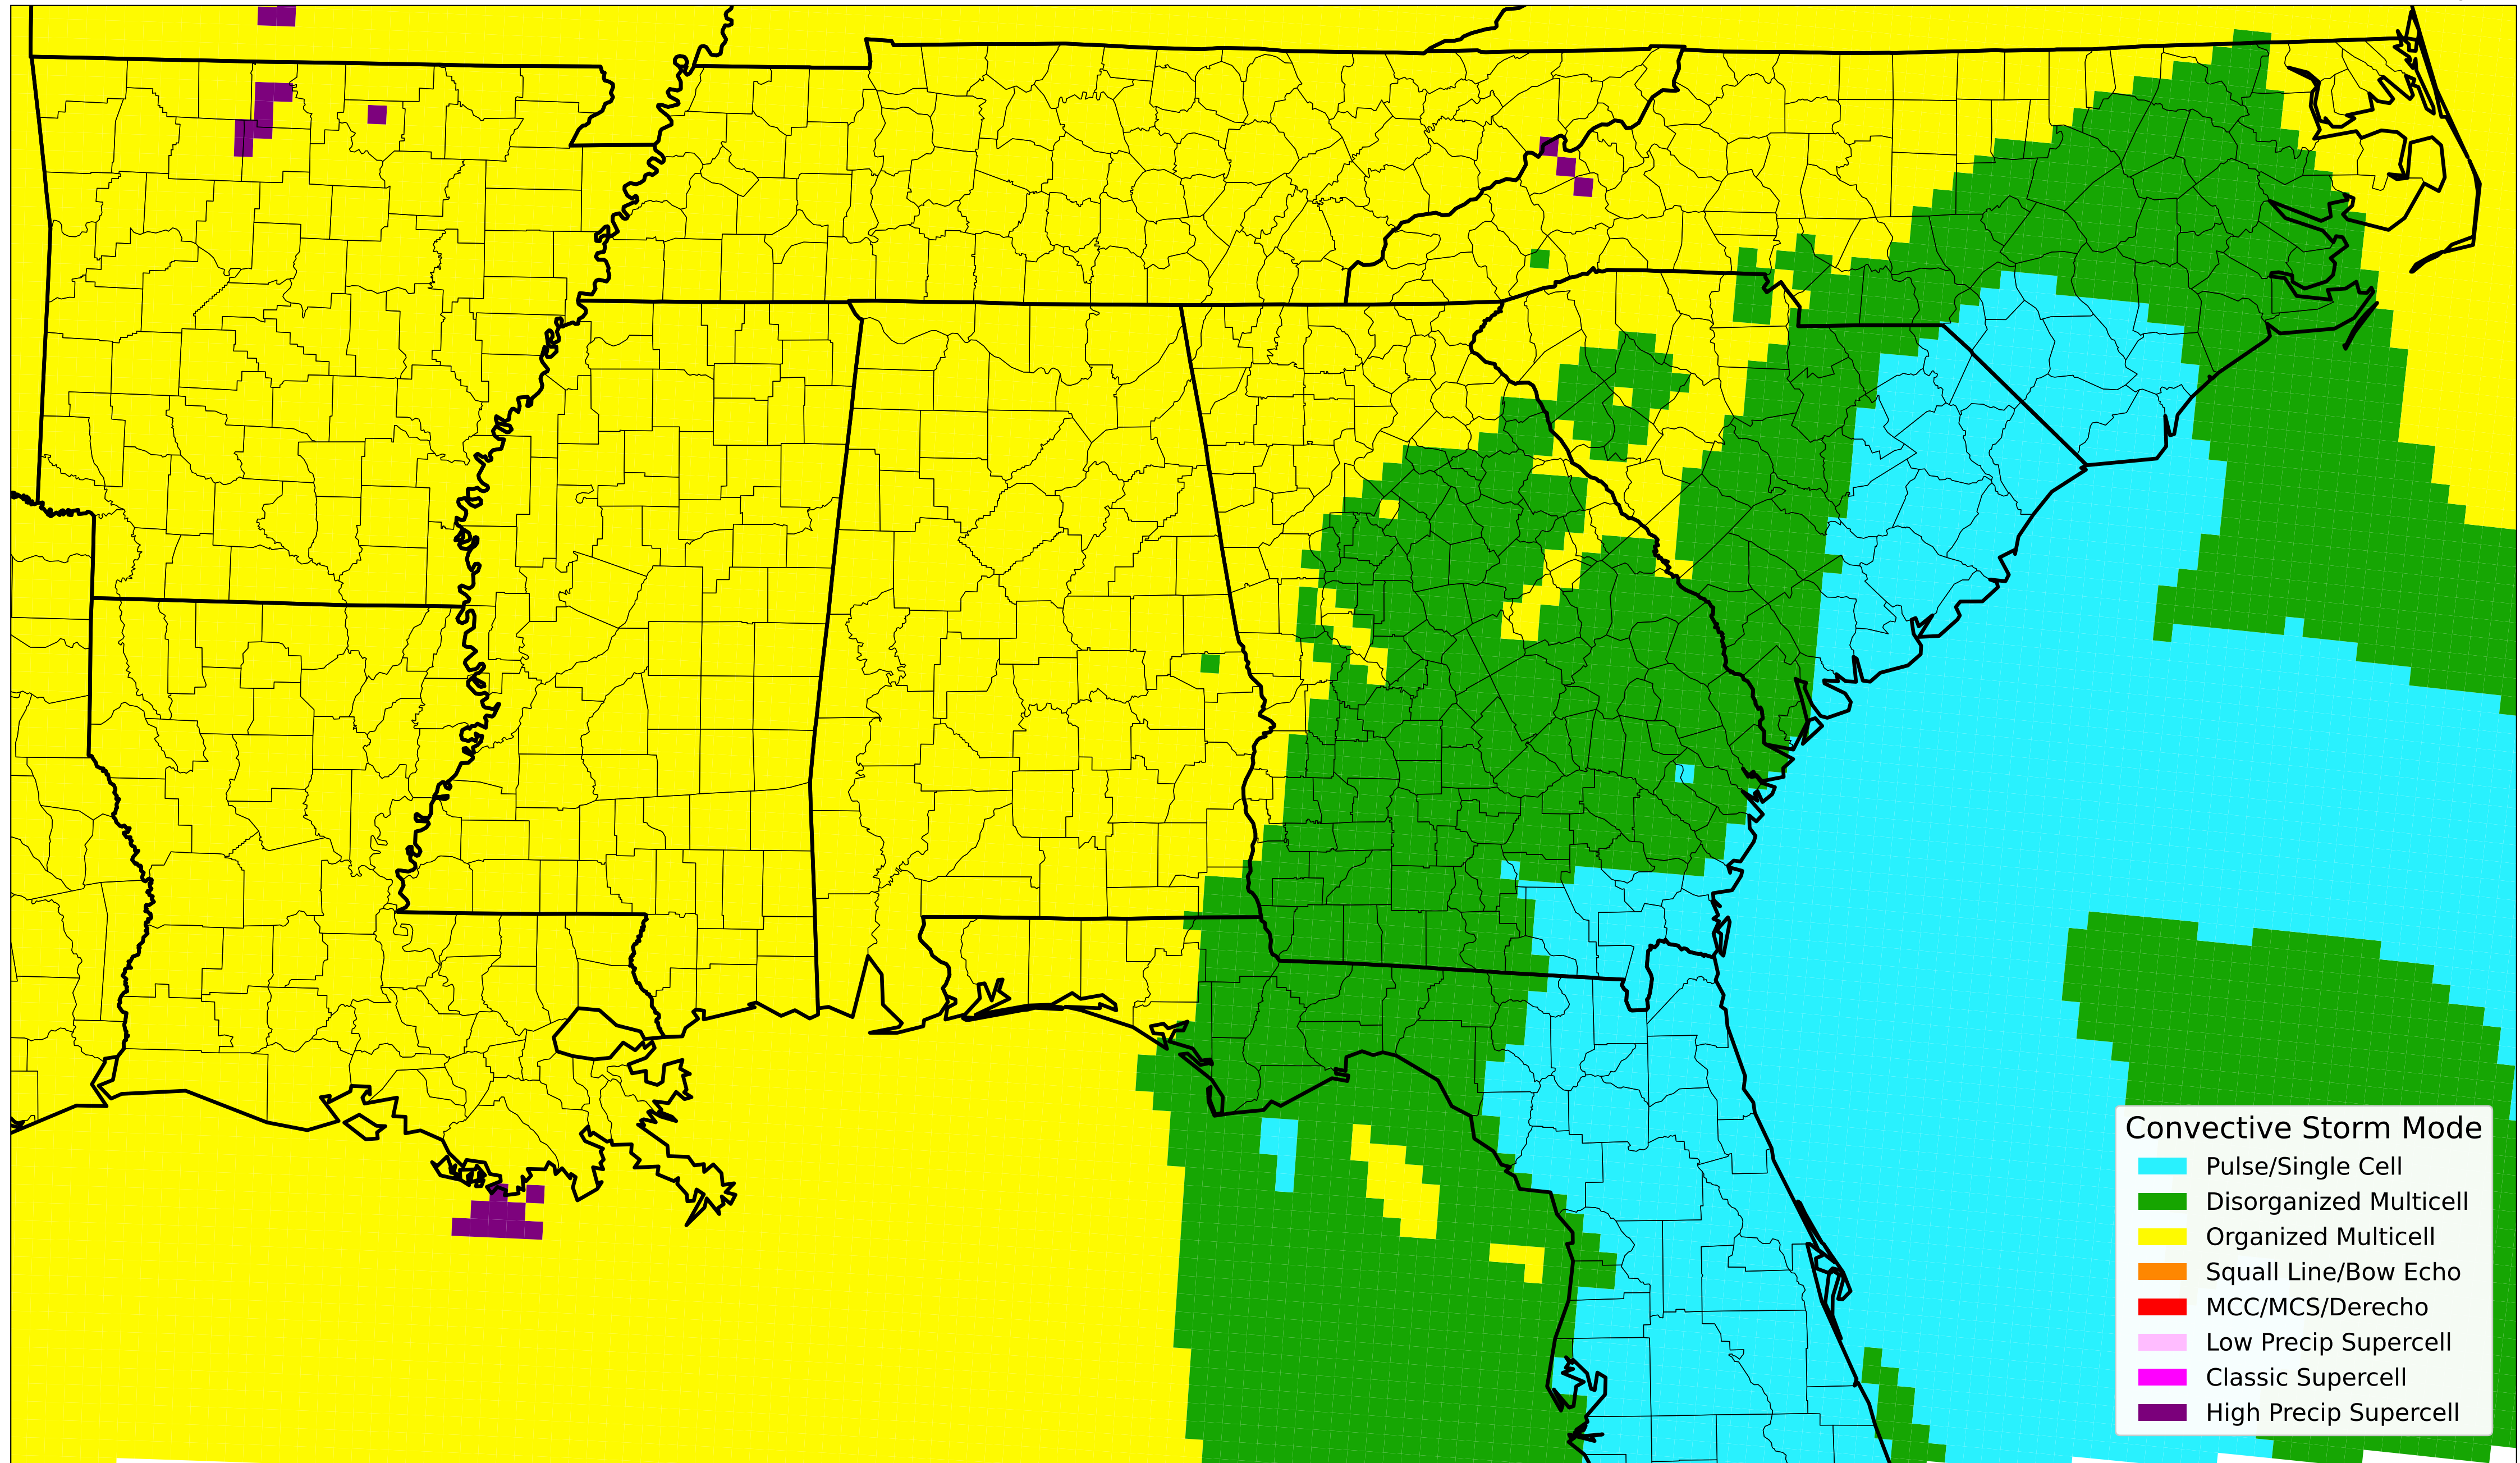 Convective Storm Mode
Pulse/Single Cell
Disorganized Multicell
Organized Multicell
Squall Line/Bow Echo
MCC/MCS/Derecho
Low Precip Supercell
Classic Supercell
High Precip Supercell